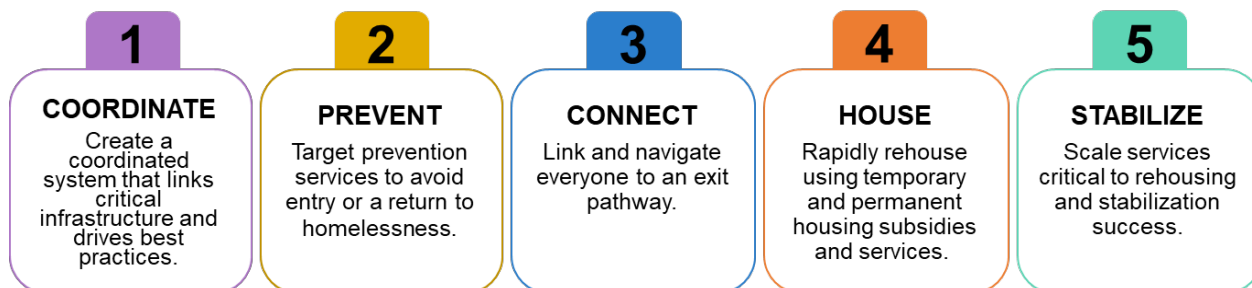 1
COORDINATE
Create a
coordinated
system that links
critical
infrastructure and
drives best
practices.
2
PREVENT
Target prevention
services to avoid
entry or a return to
homelessness.
3
CONNECT
Link and navigate
everyone to an exit
pathway.
4
HOUSE
Rapidly rehouse
using temporary
and permanent
housing subsidies
and services.
5
STABILIZE
Scale services
critical to rehousing
and stabilization
success.